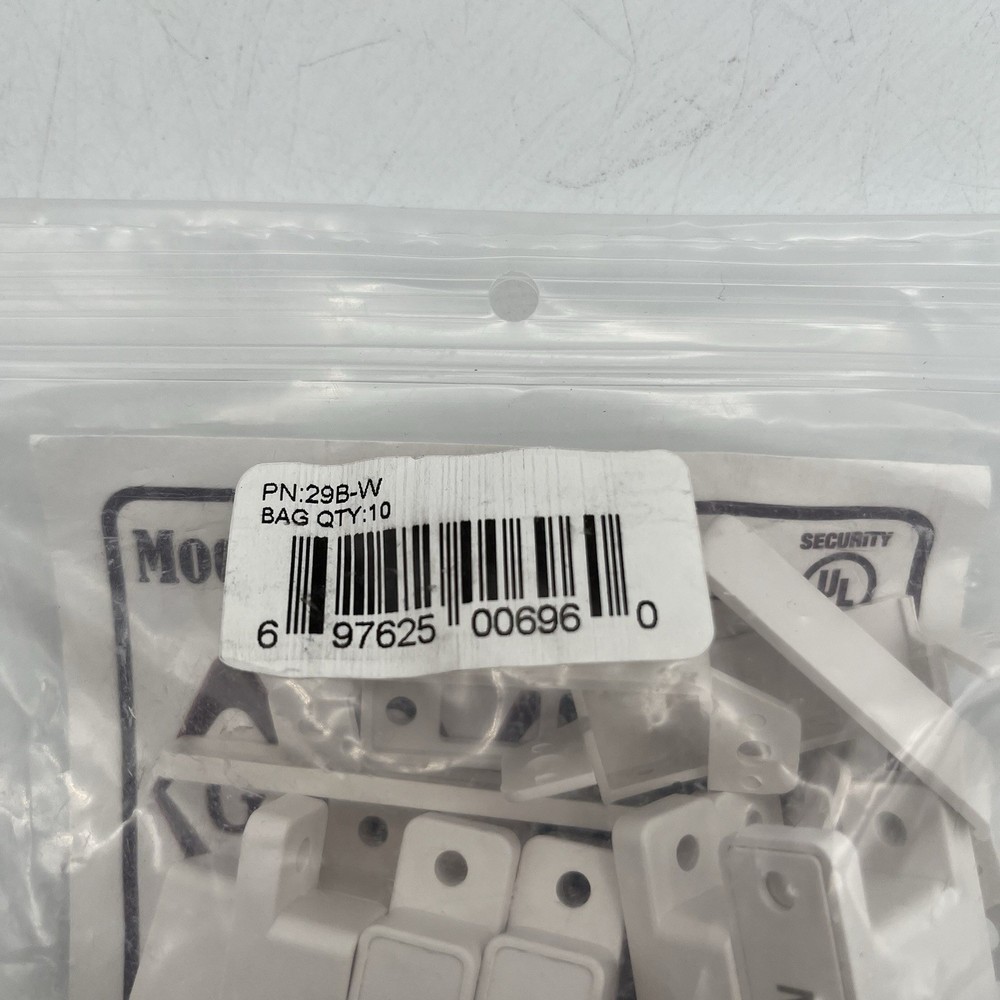 PN:29B-W
BAG QTY:10
6 97625 00696 0
SECURITY
UL